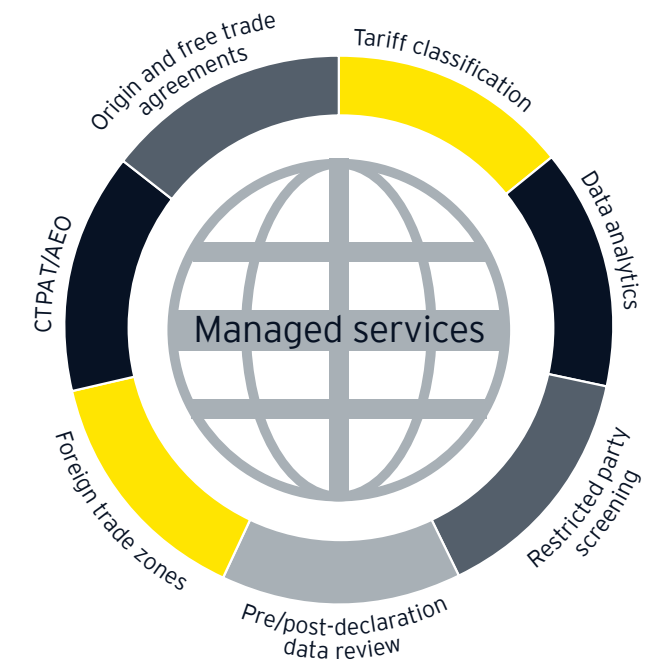 Origin and free trade
agreements
Tariff classification
Data analytics
CTPAT/AEO
Managed services
Restricted party
screening
Foreign trade zones
Pre/post-declaration
data review